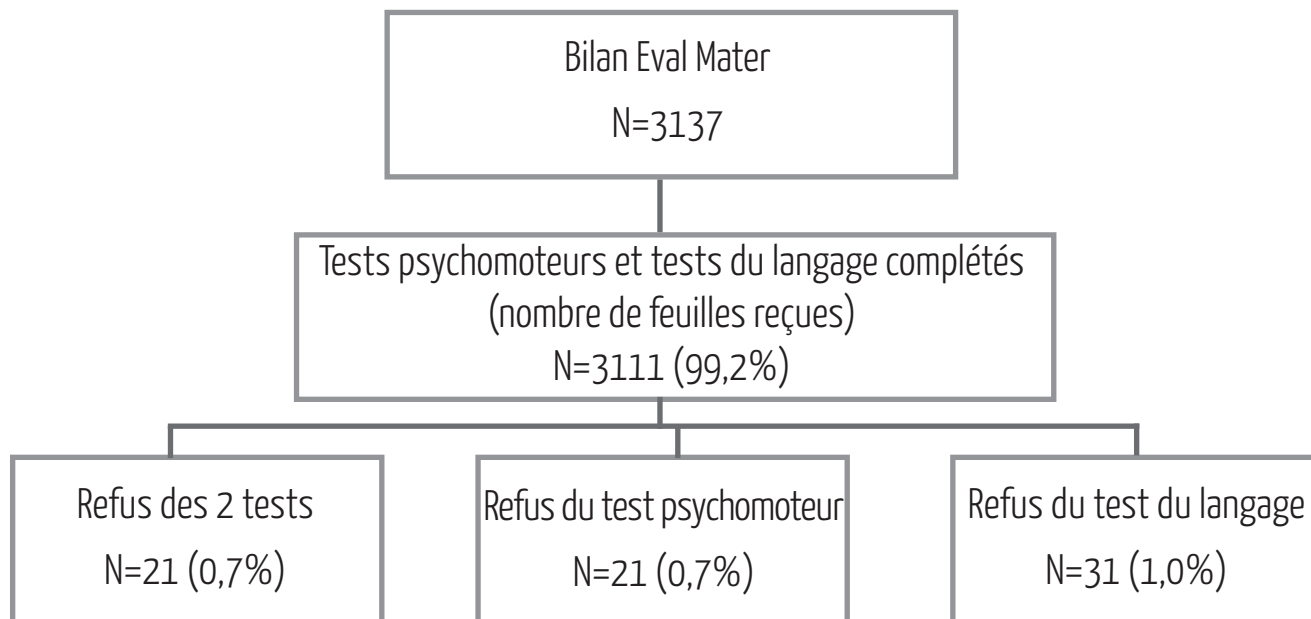 Bilan Eval Mater
N=3137
Tests psychomoteurs et tests du langage complétés
(nombre de feuilles reçues)
N=3111 (99,2%)
Refus des 2 tests
N=21 (0,7%)
Refus du test psychomoteur
N=21 (0,7%)
Refus du test du langage
N=31 (1,0%)